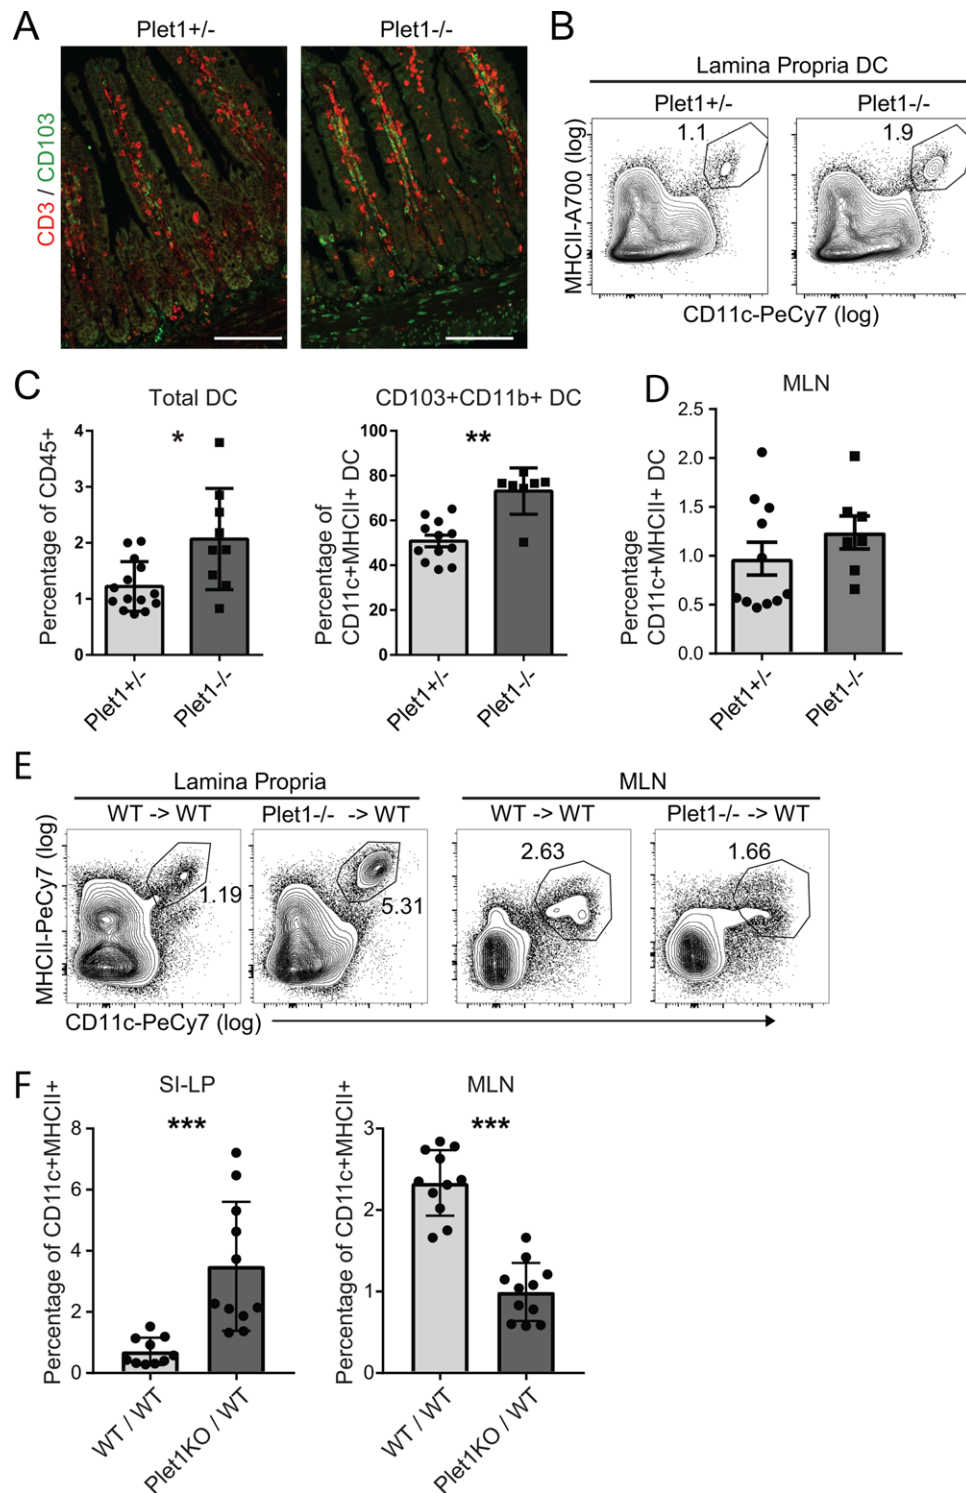 A
Plet1+/-
Plet1-/-
CD3 / CD103
B
Lamina Propria DC
Plet1+/-
Plet1-/-
1.1
1.9
MHCII-A700 (log)
CD11c-PeCy7 (log)
C
Total DC
*
Percentage of CD45+
4
3
2
1
0
Plet1+/-
Plet1-/-
CD103+CD11b+ DC
**
Percentage of
CD11c+MHCII+ DC
100
80
60
40
20
0
Plet1+/-
Plet1-/-
D
MLN
Percentage
CD11c+MHCII+ DC
2.5
2.0
1.5
1.0
0.5
0.0
Plet1+/-
Plet1-/-
E
Lamina Propria
MLN
WT -> WT
Plet1-/- -> WT
WT -> WT
Plet1-/- -> WT
1.19
5.31
2.63
1.66
MHCII-PeCy7 (log)
CD11c-PeCy7 (log)
F
SI-LP
***
Percentage of CD11c+MHCII+
8
6
4
2
0
WT / WT
Plet1KO / WT
MLN
***
Percentage of CD11c+MHCII+
3
2
1
0
WT / WT
Plet1KO / WT